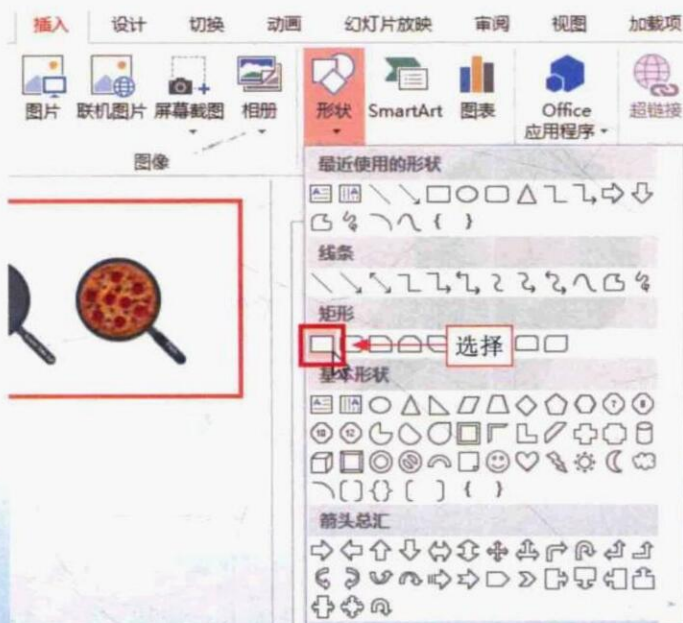 插入 设计 切换 动画 幻灯片放映 审阅 视图 加载项
图片 联机图片 屏幕截图 相册 形状 SmartArt 图表 Office 超链接
应用程序
图像
最近使用的形状
线条
矩形
选择
基本形状
箭头总汇